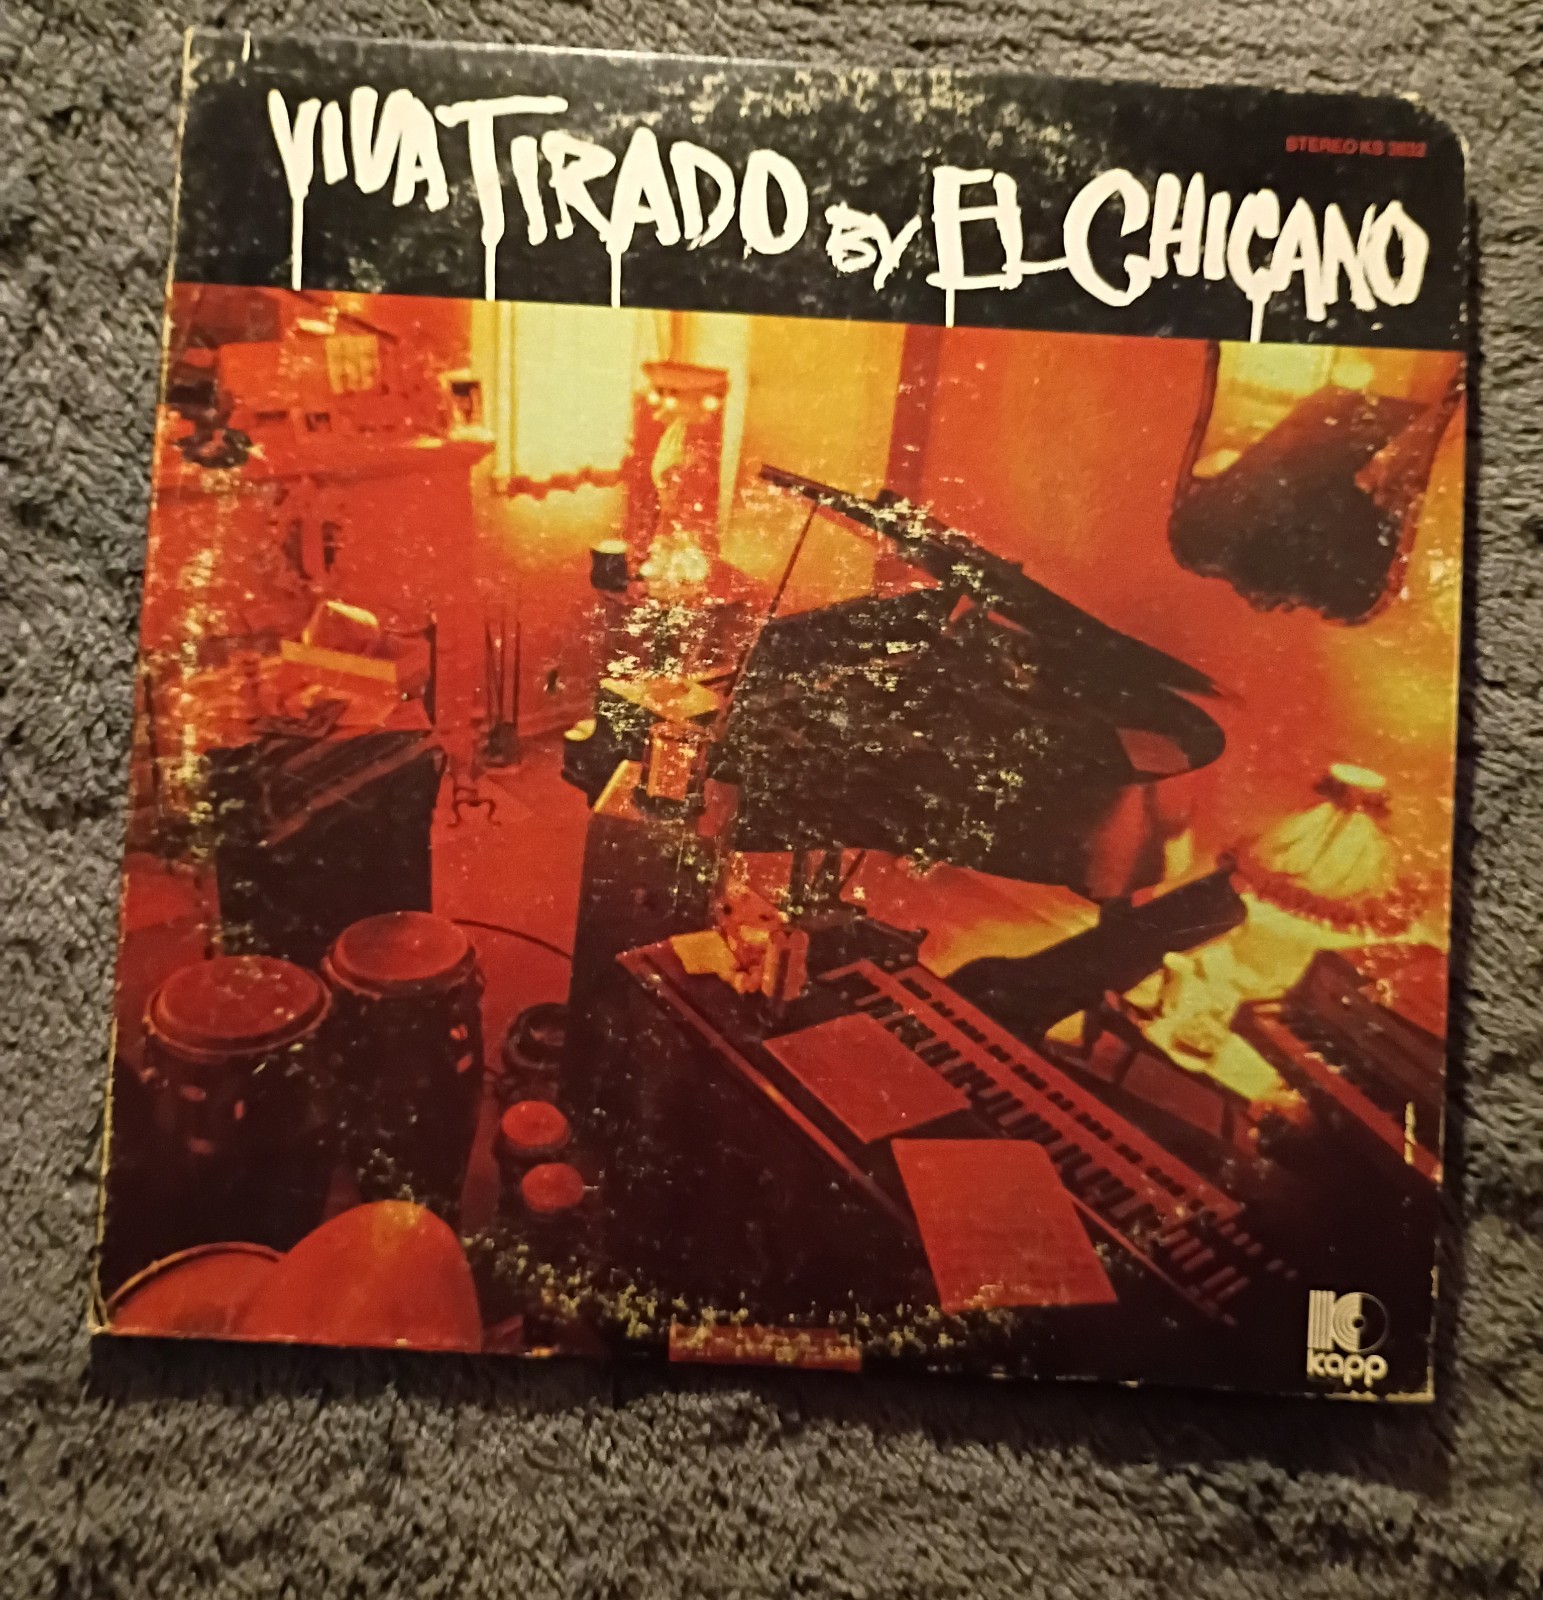 VIVA TIRADO BY EL CHICANO
STEREO KS 3632
kapp